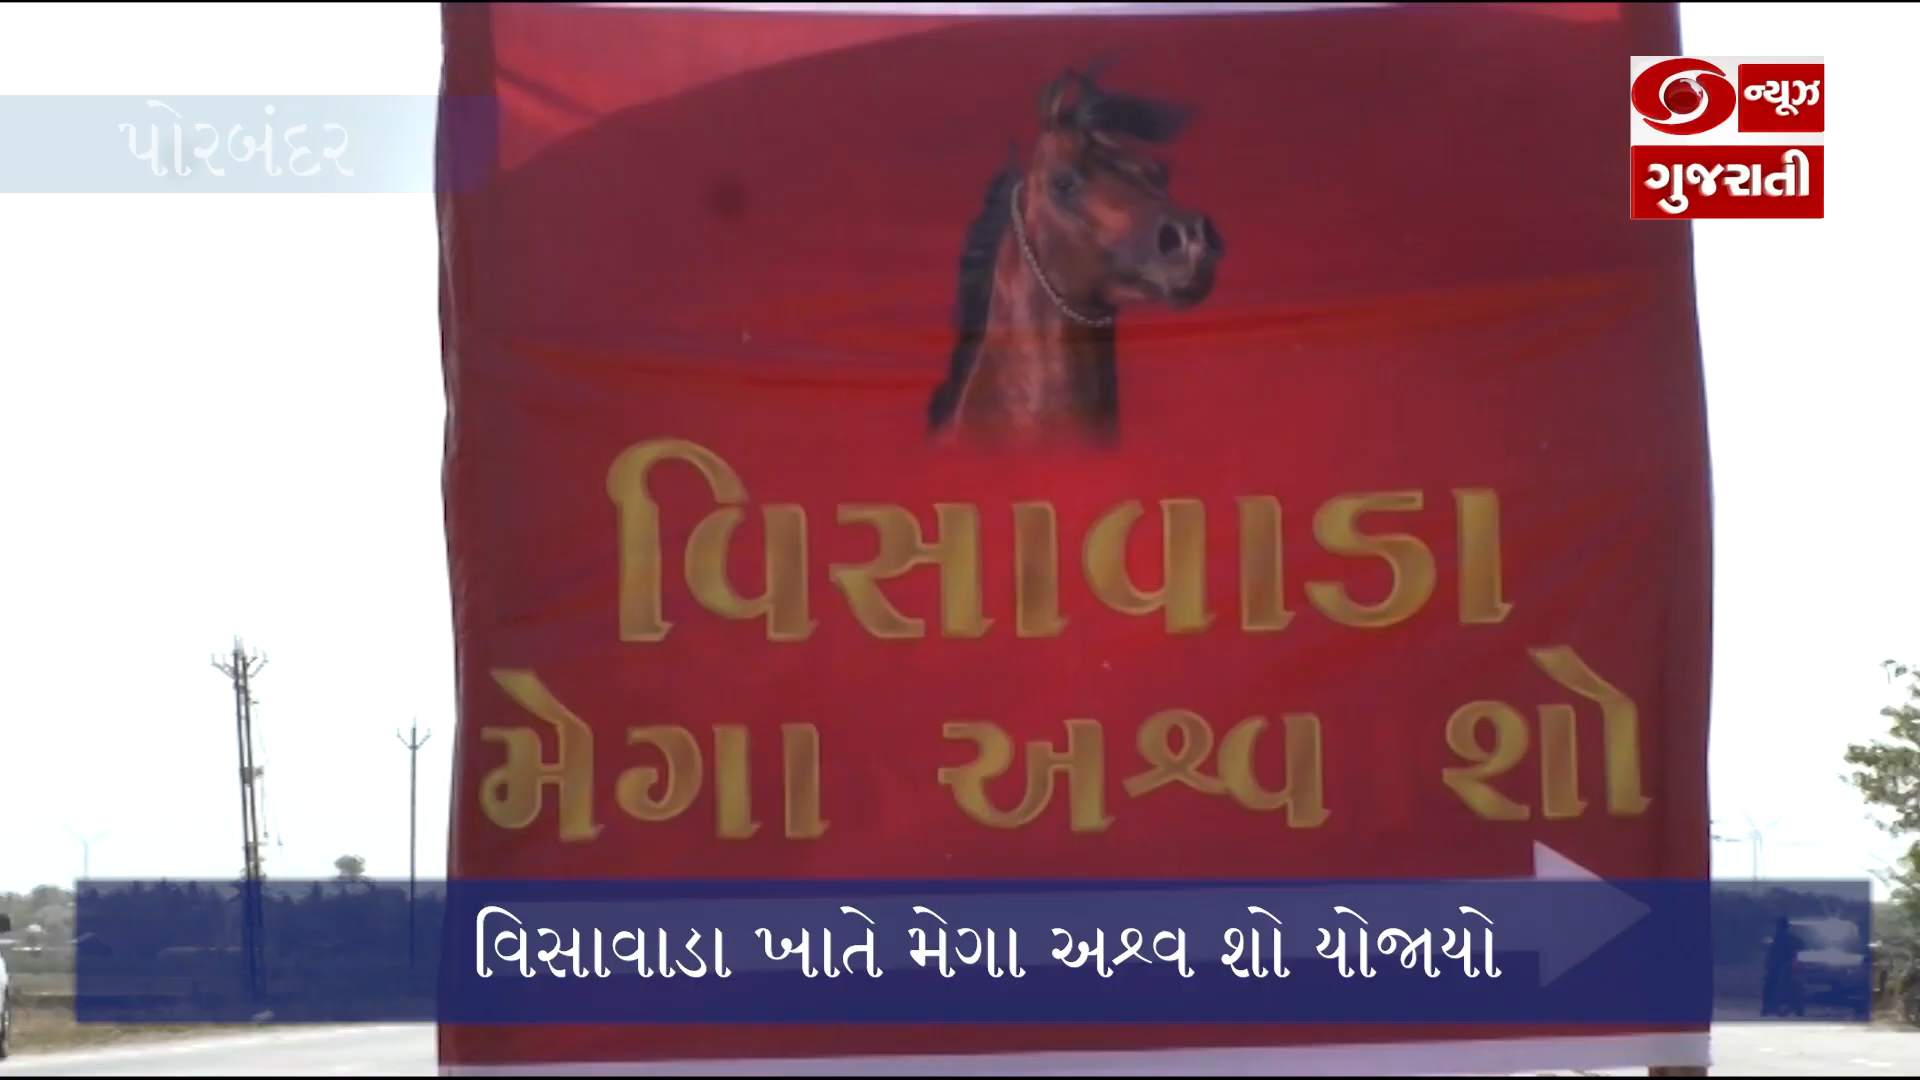 પોરબંદર
ન્યૂઝ
ગુજરાતી
વિસાવાડા
મેગા અશ્વ શો
વિસાવાડા ખાતે મેગા અશ્વ શો યોજાયો